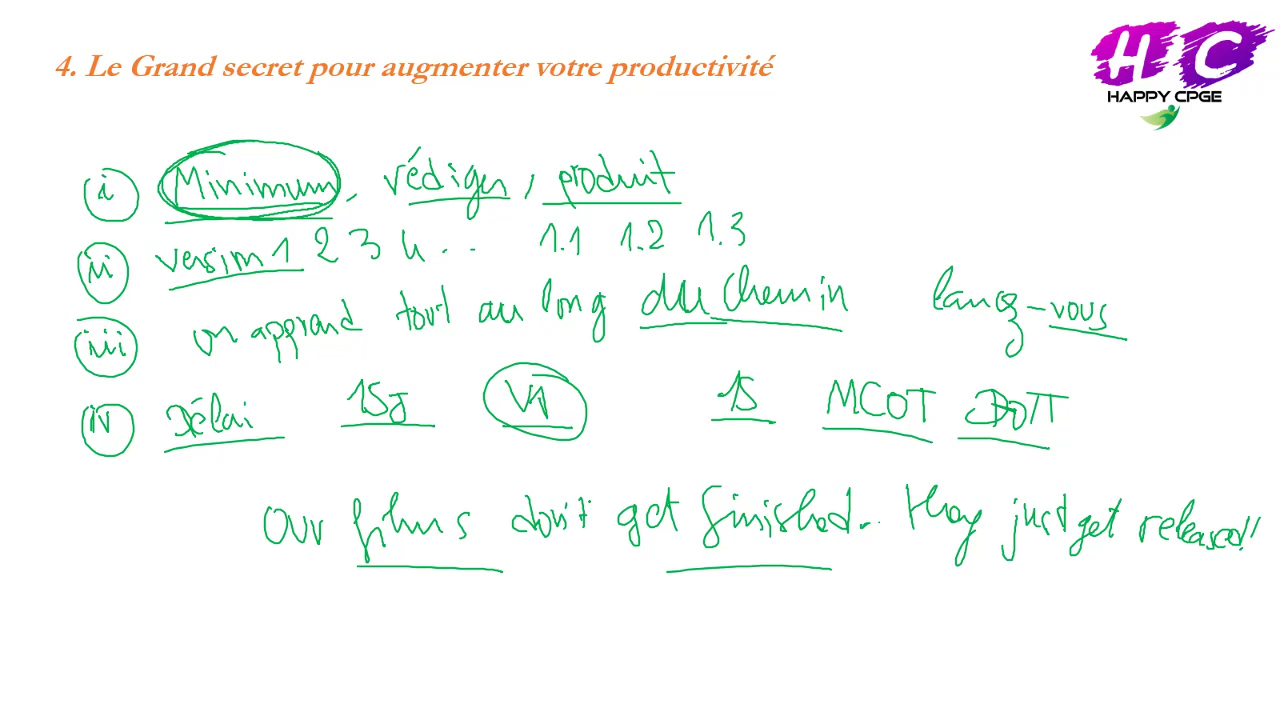 4. Le Grand secret pour augmenter votre productivité
HC
HAPPY CPGE
i Minimum, rédiger, produit
ii version 1 2 3 4 .. 1.1 1.2 1.3
iii on apprend tout au long du chemin lancez-vous
iv Délai 15j V1 15 MCOT DOT
Our films don't get finished.. they just get released!!